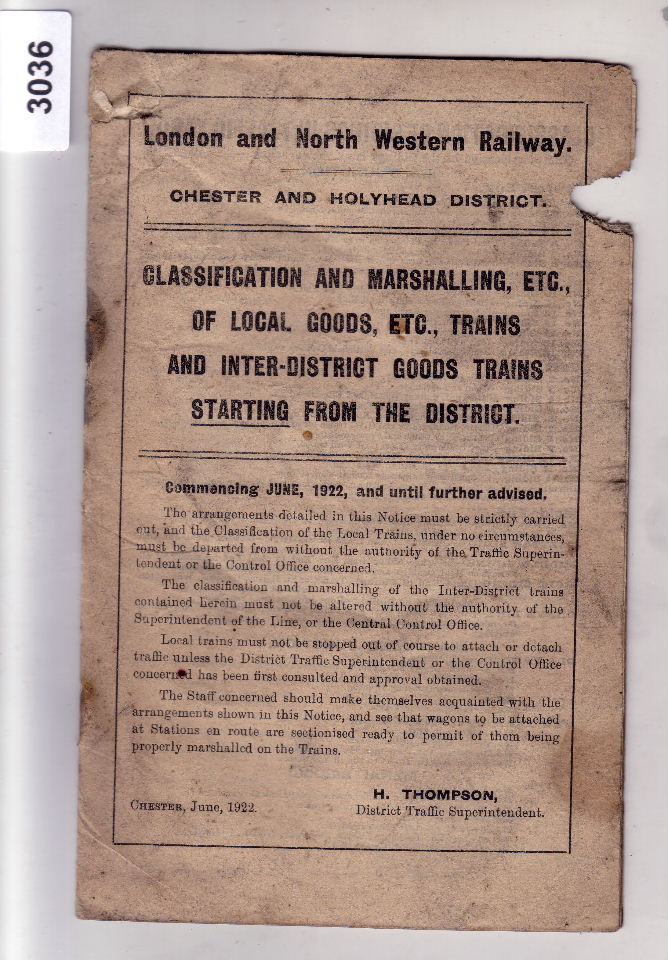 3036
London and North Western Railway.
CHESTER AND HOLYHEAD DISTRICT.
CLASSIFICATION AND MARSHALLING, ETC.,
OF LOCAL GOODS, ETC., TRAINS
AND INTER-DISTRICT GOODS TRAINS
STARTING FROM THE DISTRICT.
Commencing JUNE, 1922, and until further advised.
The arrangements detailed in this Notice must be strictly carried
out, and the Classification of the Local Trains, under no circumstances,
must be departed from without the authority of the Traffic Superin-
tendent or the Control Office concerned.
The classification and marshalling of the Inter-District trains
contained herein must not be altered without the authority of the
Superintendent of the Line, or the Central Control Office.
Local trains must not be stopped out of course to attach or detach
traffic unless the District Traffic Superintendent or the Control Office
concerned has been first consulted and approval obtained.
The Staff concerned should make themselves acquainted with the
arrangements shown in this Notice, and see that wagons to be attached
at Stations en route are sectionised ready to permit of them being
properly marshalled on the Trains.
H. THOMPSON,
CHESTER, June, 1922. District Traffic Superintendent.